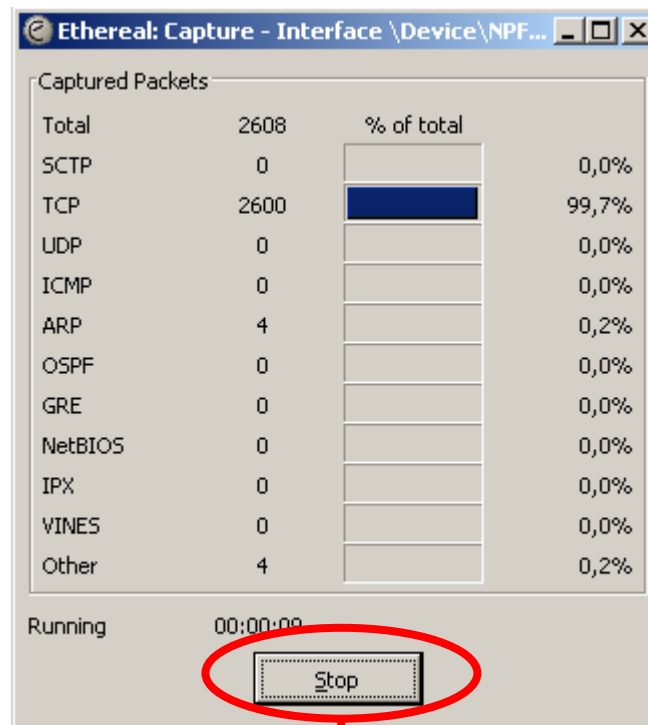 Ethereal: Capture - Interface \Device\NPF...
Captured Packets
Total 2608 % of total
SCTP 0 0,0%
TCP 2600 99,7%
UDP 0 0,0%
ICMP 0 0,0%
ARP 4 0,2%
OSPF 0 0,0%
GRE 0 0,0%
NetBIOS 0 0,0%
IPX 0 0,0%
VINES 0 0,0%
Other 4 0,2%
Running 00:00:09
Stop